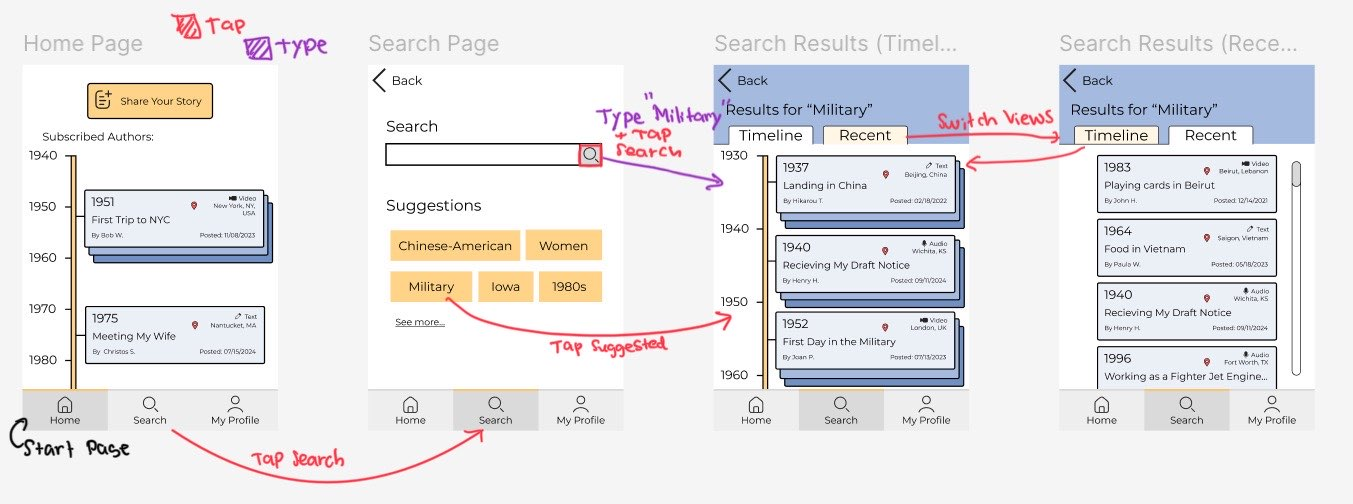 Tap
Type
Home Page
Share Your Story
Subscribed Authors:
1940
1950
1960
1970
1980
1951
Video
New York, NY,
USA
First Trip to NYC
By Bob W.
Posted: 11/08/2023
1975
Text
Nantucket, MA
Meeting My Wife
By Christos S.
Posted: 07/15/2024
Home
Search
My Profile
Start Page
Tap Search
Search Page
Back
Search
Suggestions
Chinese-American
Women
Military
Iowa
1980s
See more...
Home
Search
My Profile
Type "Military"
+ Tap
Search
Tap Suggested
Search Results (Timel...
Back
Results for “Military”
Timeline
Recent
1930
1940
1950
1960
1937
Text
Beijing, China
Landing in China
By Hikarou T.
Posted: 02/18/2022
1940
Audio
Wichita, KS
Recieving My Draft Notice
By Henry H.
Posted: 09/11/2024
1952
Video
London, UK
First Day in the Military
By Joan P.
Posted: 07/13/2023
Home
Search
My Profile
Switch Views
Search Results (Rece...
Back
Results for “Military”
Timeline
Recent
1983
Video
Beirut, Lebanon
Playing cards in Beirut
By John H.
Posted: 12/14/2021
1964
Text
Saigon, Vietnam
Food in Vietnam
By Paula W.
Posted: 05/18/2023
1940
Audio
Wichita, KS
Recieving My Draft Notice
By Henry H.
Posted: 09/11/2024
1996
Audio
Fort Worth, TX
Working as a Fighter Jet Engine...
Home
Search
My Profile